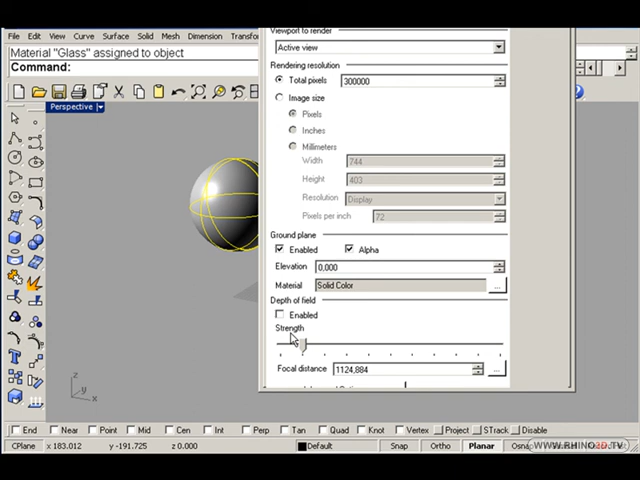 File Edit View Curve Surface Solid Mesh Dimension Transfor
Material "Glass" assigned to object
Command:
Perspective
Viewport to render
Active view
Rendering resolution
Total pixels 300000
Image size
Pixels
Inches
Millimeters
Width 744
Height 403
Resolution Display
Pixels per inch 72
Ground plane
Enabled Alpha
Elevation 0,000
Material Solid Color ...
Depth of field
Enabled
Strength
Focal distance 1124,884 ...
z
y
x
End Near Point Mid Cen Int Perp Tan Quad Knot Vertex Project STrack Disable
CPlane x 183.012 y -191.725 z 0.000 Default Snap Ortho Planar Osna
WWW.RHINO3D.TV